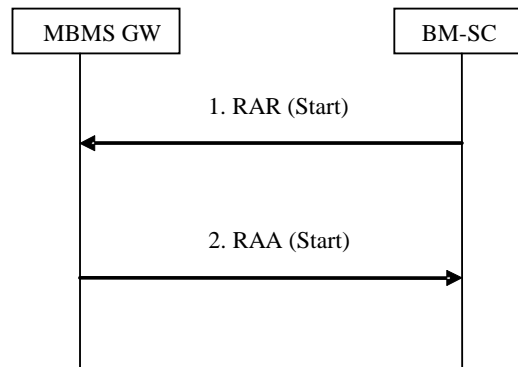 MBMS GW
BM-SC
1. RAR (Start)
2. RAA (Start)